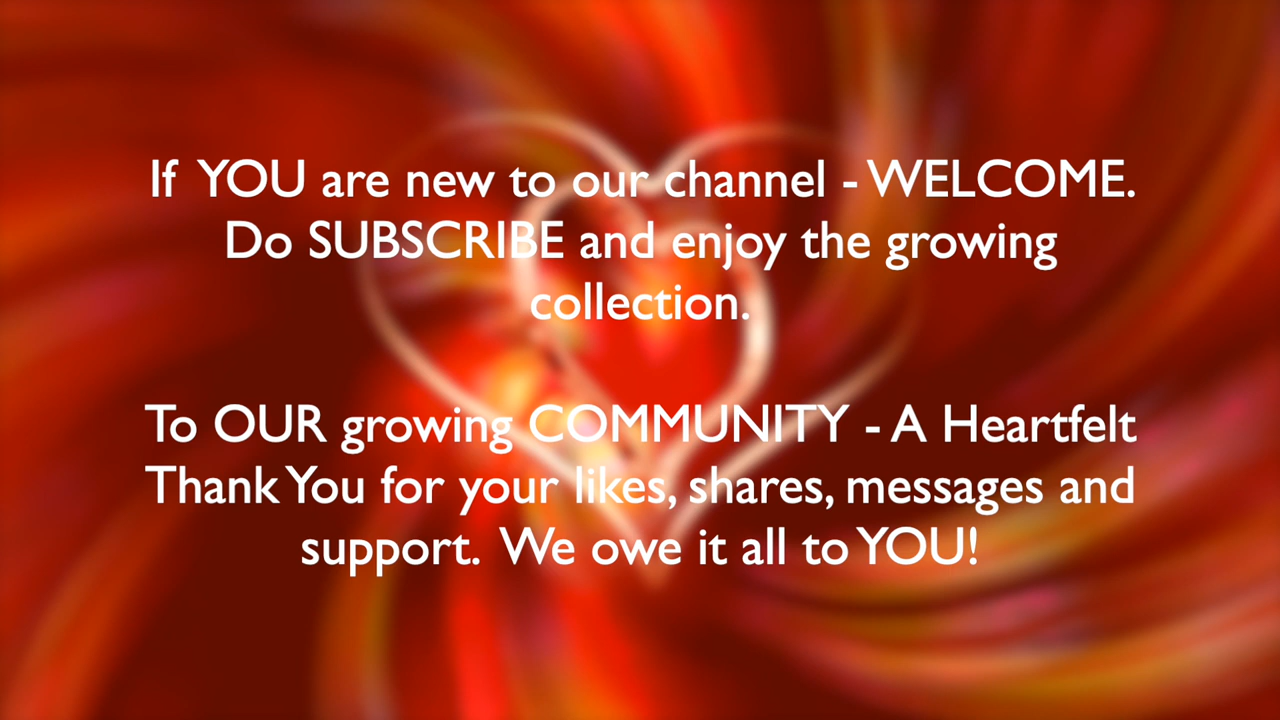 If YOU are new to our channel - WELCOME.
Do SUBSCRIBE and enjoy the growing
collection.
To OUR growing COMMUNITY - A Heartfelt
Thank You for your likes, shares, messages and
support. We owe it all to YOU!